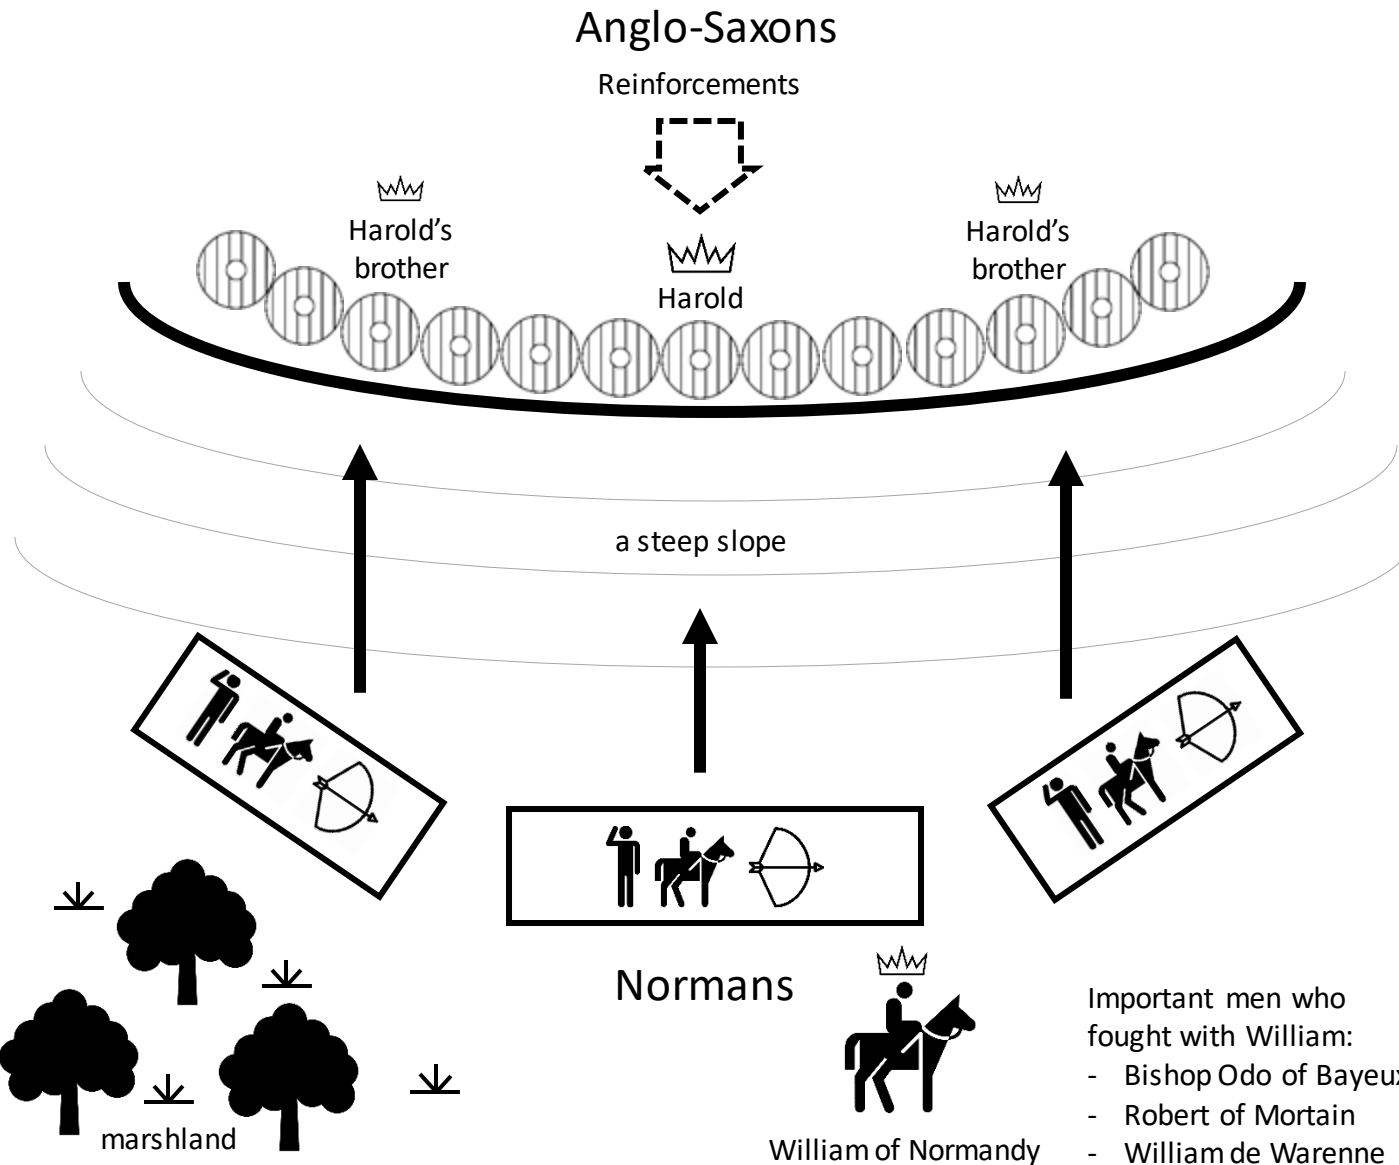 Anglo-Saxons
Reinforcements
Harold's
brother
Harold
Harold's
brother
a steep slope
Normans
William of Normandy
marshland
Important men who
fought with William:
- Bishop Odo of Bayeux
- Robert of Mortain
- William de Warenne